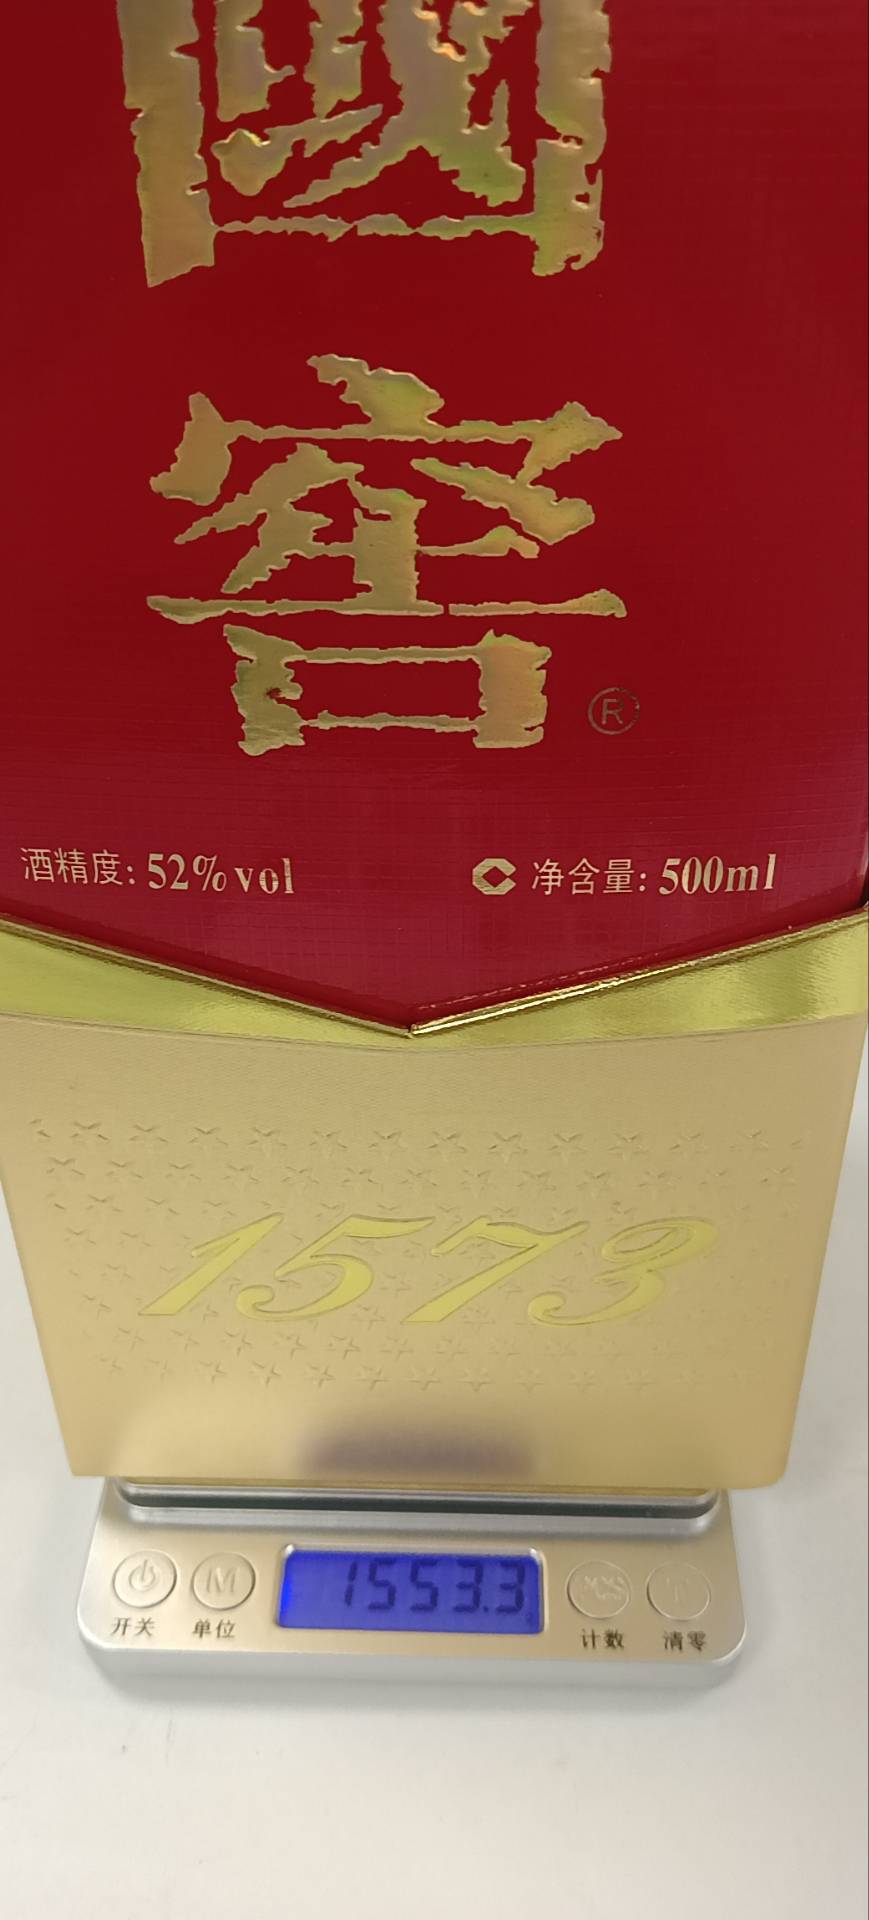 國
窖
®
酒精度: 52%vol
净含量: 500ml
1573
1553.3
M
PCS
T
开关
单位
计数
清零